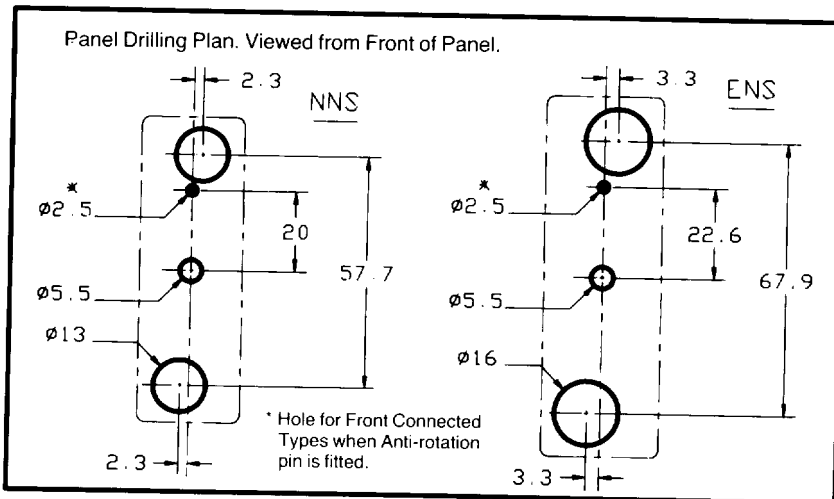 Panel Drilling Plan. Viewed from Front of Panel.
2.3
NNS
*
ø2.5
20
ø5.5
57.7
ø13
2.3
* Hole for Front Connected
Types when Anti-rotation
pin is fitted.
3.3
ENS
*
ø2.5
22.6
ø5.5
67.9
ø16
3.3